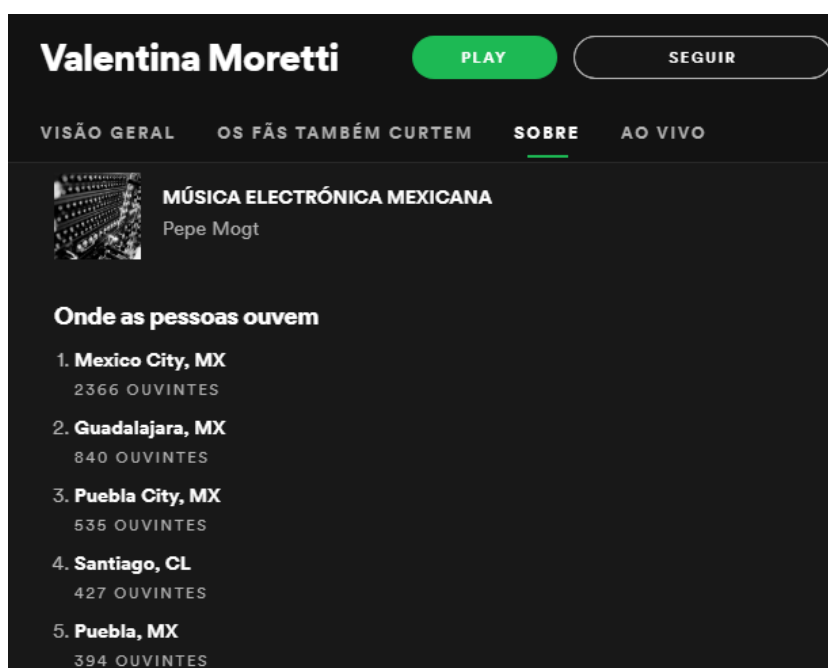 Valentina Moretti PLAY SEGUIR
VISÃO GERAL OS FÃS TAMBÉM CURTEM SOBRE AO VIVO
MÚSICA ELECTRÓNICA MEXICANA
Pepe Mogt
Onde as pessoas ouvem
1. Mexico City, MX
2366 OUVINTES
2. Guadalajara, MX
840 OUVINTES
3. Puebla City, MX
535 OUVINTES
4. Santiago, CL
427 OUVINTES
5. Puebla, MX
394 OUVINTES